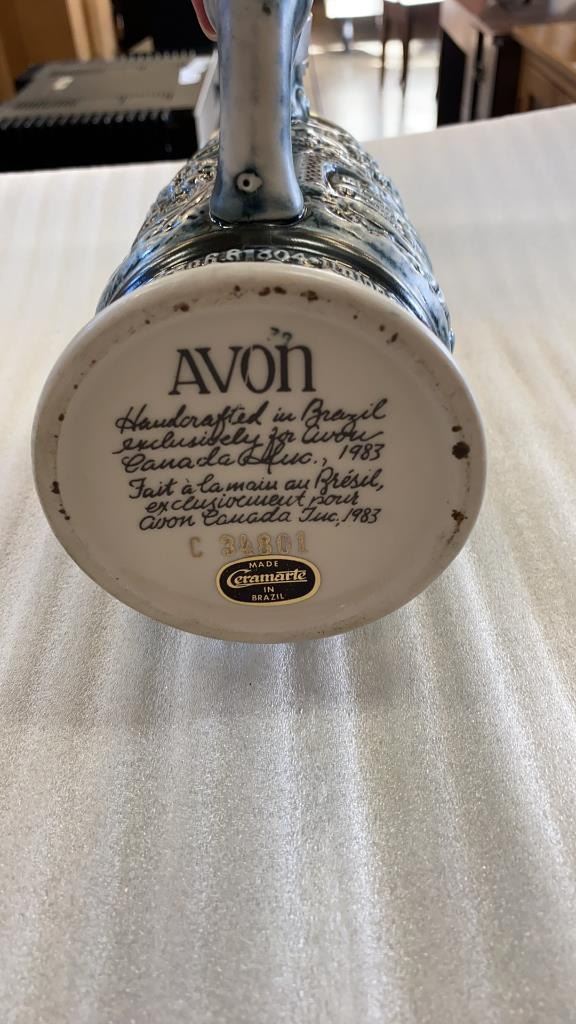 AVON
Handcrafted in Brazil
exclusively for Avon
Canada Inc., 1983
Fait à la main au Brésil,
exclusivement pour
Avon Canada Inc, 1983
C 34801
MADE
Ceramarte
IN
BRAZIL